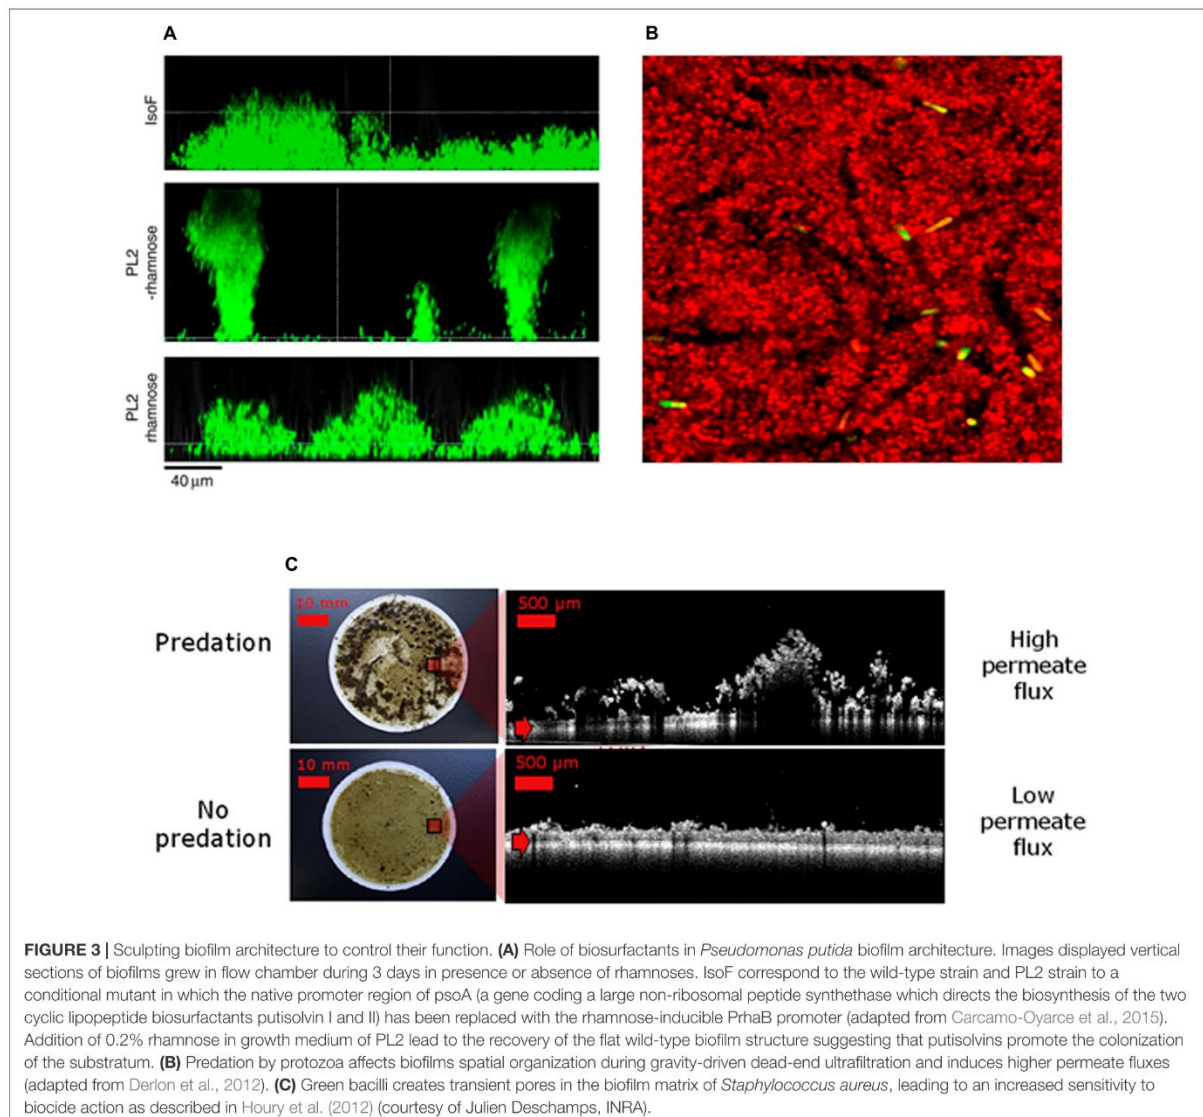 A
B
IsoF
PL2
-rhamnose
PL2
rhamnose
40 μm
C
Predation
10 mm
500 μm
High
permeate
flux
No
predation
10 mm
500 μm
Low
permeate
flux
FIGURE 3 | Sculpting biofilm architecture to control their function. (A) Role of biosurfactants in Pseudomonas putida biofilm architecture. Images displayed vertical
sections of biofilms grew in flow chamber during 3 days in presence or absence of rhamnoses. IsoF correspond to the wild-type strain and PL2 strain to a
conditional mutant in which the native promoter region of psoA (a gene coding a large non-ribosomal peptide synthethase which directs the biosynthesis of the two
cyclic lipopeptide biosurfactants putisolvin I and II) has been replaced with the rhamnose-inducible PrhaB promoter (adapted from Carcamo-Oyarce et al., 2015).
Addition of 0.2% rhamnose in growth medium of PL2 lead to the recovery of the flat wild-type biofilm structure suggesting that putisolvins promote the colonization
of the substratum. (B) Predation by protozoa affects biofilms spatial organization during gravity-driven dead-end ultrafiltration and induces higher permeate fluxes
(adapted from Derlon et al., 2012). (C) Green bacilli creates transient pores in the biofilm matrix of Staphylococcus aureus, leading to an increased sensitivity to
biocide action as described in Houry et al. (2012) (courtesy of Julien Deschamps, INRA).